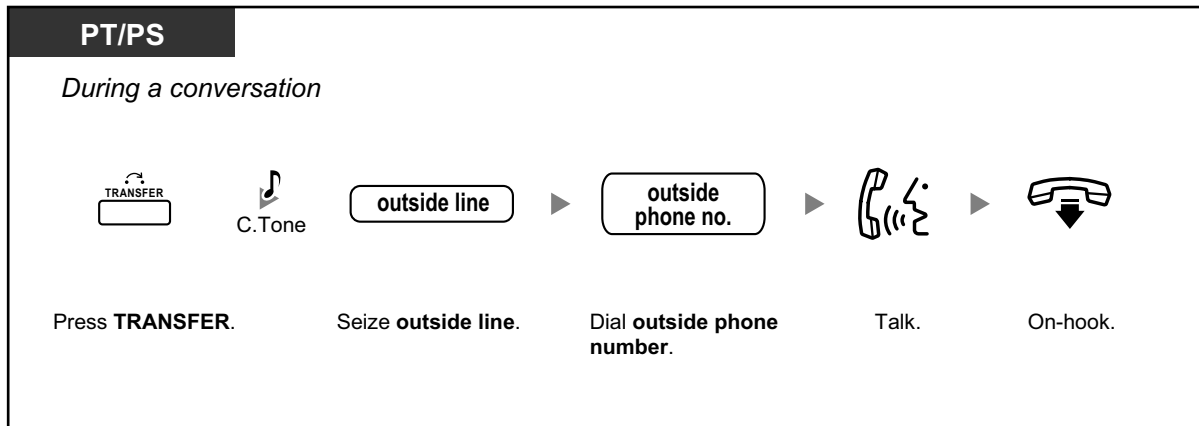 PT/PS
During a conversation
TRANSFER
C.Tone
outside line
outside
phone no.
Press TRANSFER.
Seize outside line.
Dial outside phone
number.
Talk.
On-hook.